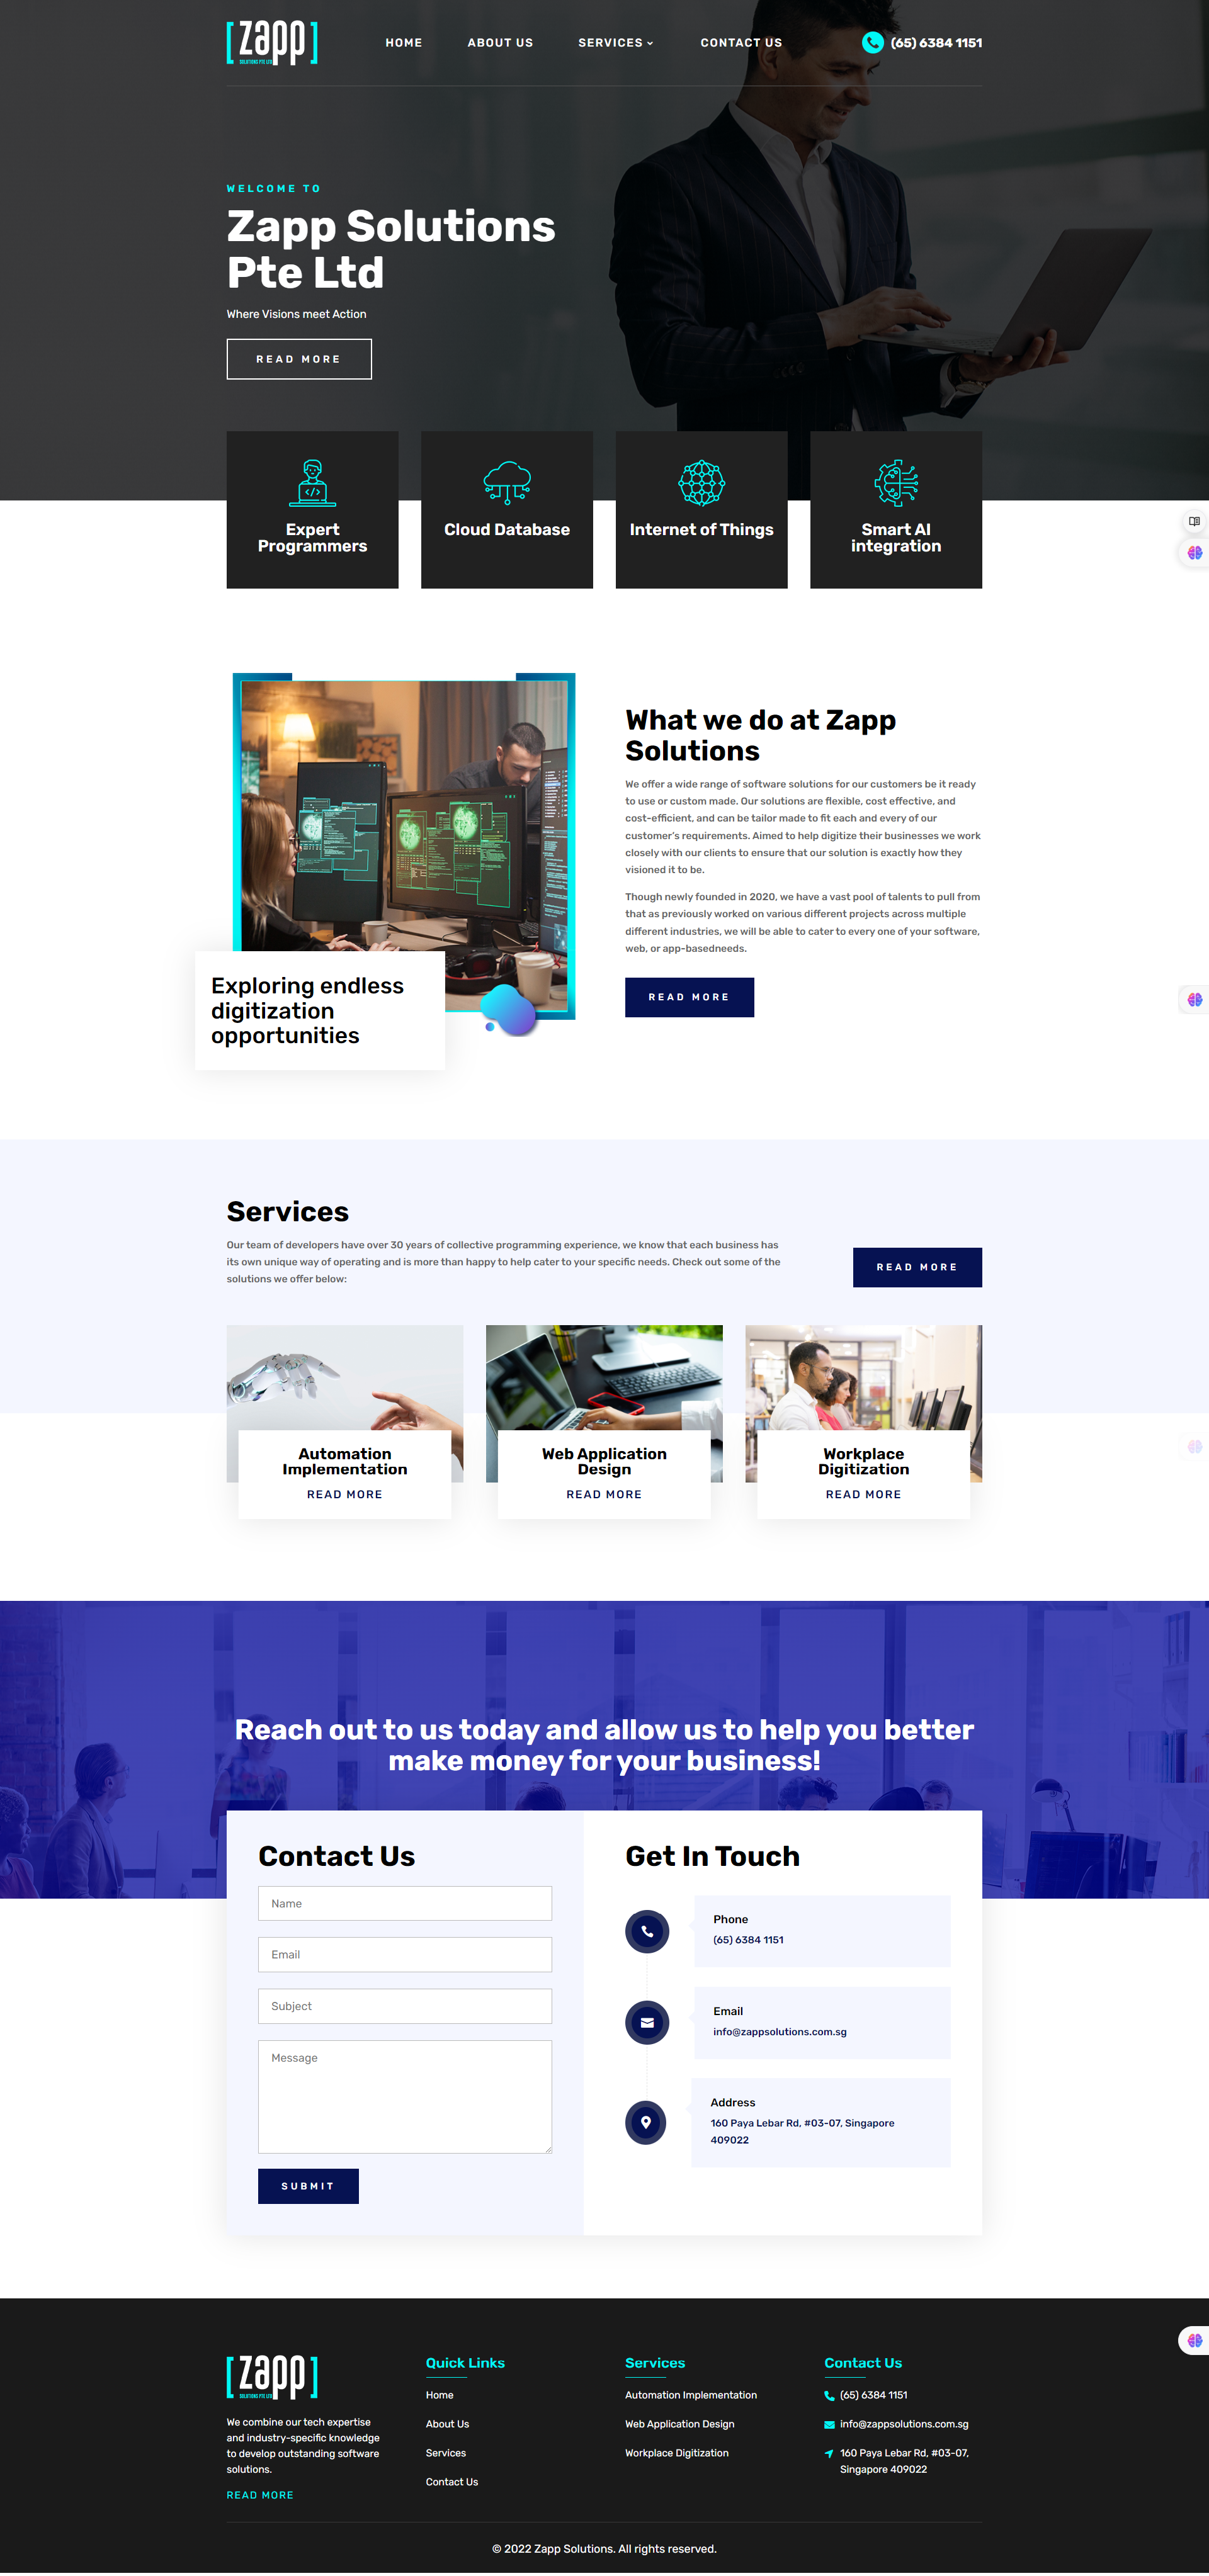 zapp
SOLUTIONS PTE LTD
HOME
ABOUT US
SERVICES
CONTACT US
(65) 6384 1151
WELCOME TO
Zapp Solutions
Pte Ltd
Where Visions meet Action
READ MORE
Expert
Programmers
Cloud Database
Internet of Things
Smart AI
integration
What we do at Zapp
Solutions
We offer a wide range of software solutions for our customers be it ready
to use or custom made. Our solutions are flexible, cost effective, and
cost-efficient, and can be tailor made to fit each and every of our
customer's requirements. Aimed to help digitize their businesses we work
closely with our clients to ensure that our solution is exactly how they
visioned it to be.
Though newly founded in 2020, we have a vast pool of talents to pull from
that as previously worked on various different projects across multiple
different industries, we will be able to cater to every one of your software,
web, or app-basedneeds.
READ MORE
Exploring endless
digitization
opportunities
Services
Our team of developers have over 30 years of collective programming experience, we know that each business has
its own unique way of operating and is more than happy to help cater to your specific needs. Check out some of the
solutions we offer below:
READ MORE
Automation
Implementation
READ MORE
Web Application
Design
READ MORE
Workplace
Digitization
READ MORE
Reach out to us today and allow us to help you better
make money for your business!
Contact Us
Name
Email
Subject
Message
SUBMIT
Get In Touch
Phone
(65) 6384 1151
Email
info@zappsolutions.com.sg
Address
160 Paya Lebar Rd, #03-07, Singapore
409022
zapp
SOLUTIONS PTE LTD
We combine our tech expertise
and industry-specific knowledge
to develop outstanding software
solutions.
READ MORE
Quick Links
Home
About Us
Services
Contact Us
Services
Automation Implementation
Web Application Design
Workplace Digitization
Contact Us
(65) 6384 1151
info@zappsolutions.com.sg
160 Paya Lebar Rd, #03-07,
Singapore 409022
© 2022 Zapp Solutions. All rights reserved.